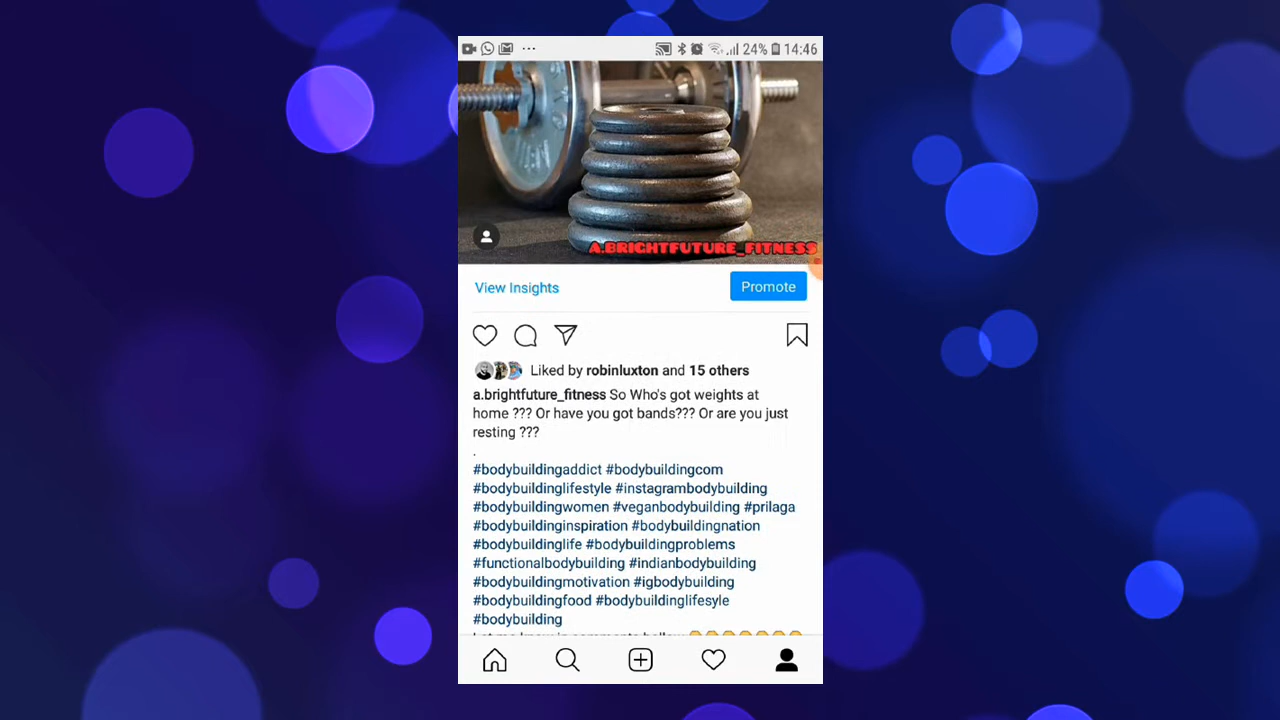 24% 14:46
A.BRIGHTFUTURE_FITNESS
View Insights
Promote
Liked by robinluxton and 15 others
a.brightfuture_fitness So Who's got weights at
home ??? Or have you got bands??? Or are you just
resting ???
.
#bodybuildingaddict #bodybuildingcom
#bodybuildinglifestyle #instagrambodybuilding
#bodybuildingwomen #veganbodybuilding #prilaga
#bodybuildinginspiration #bodybuildingnation
#bodybuildinglife #bodybuildingproblems
#functionalbodybuilding #indianbodybuilding
#bodybuildingmotivation #igbodybuilding
#bodybuildingfood #bodybuildinglifesyle
#bodybuilding